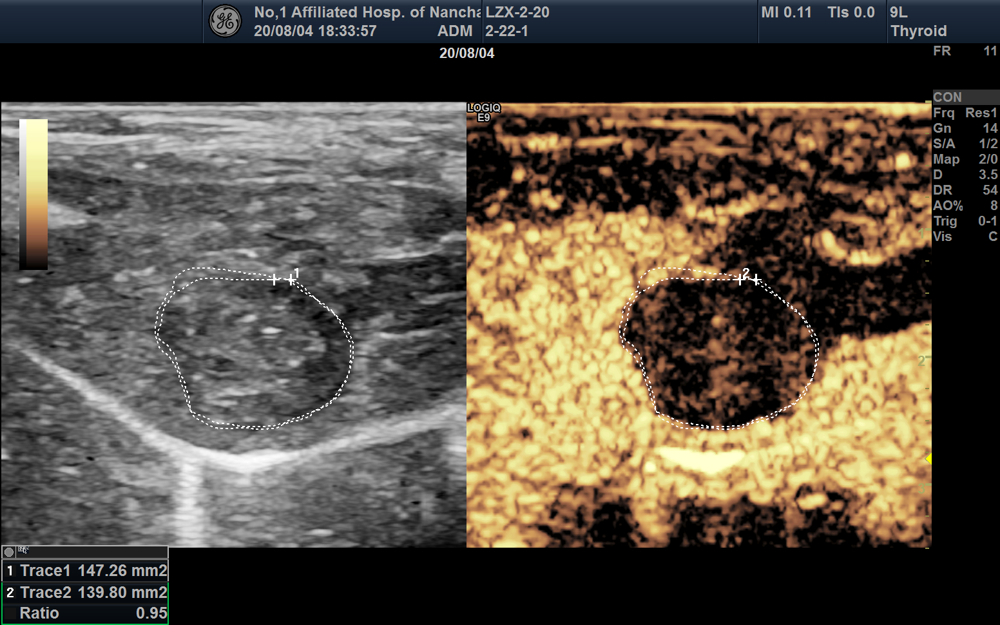 No,1 Affiliated Hosp. of Nancha
20/08/04 18:33:57 ADM
LZX-2-20
2-22-1
MI 0.11 TIs 0.0
9L
Thyroid
20/08/04
FR 11
LOGIQ
E9
CON
Frq Res1
Gn 14
S/A 1/2
Map 2/0
D 3.5
DR 54
AO% 8
Trig 0-1
Vis C
1
2
1
2
1 Trace1 147.26 mm2
2 Trace2 139.80 mm2
Ratio 0.95